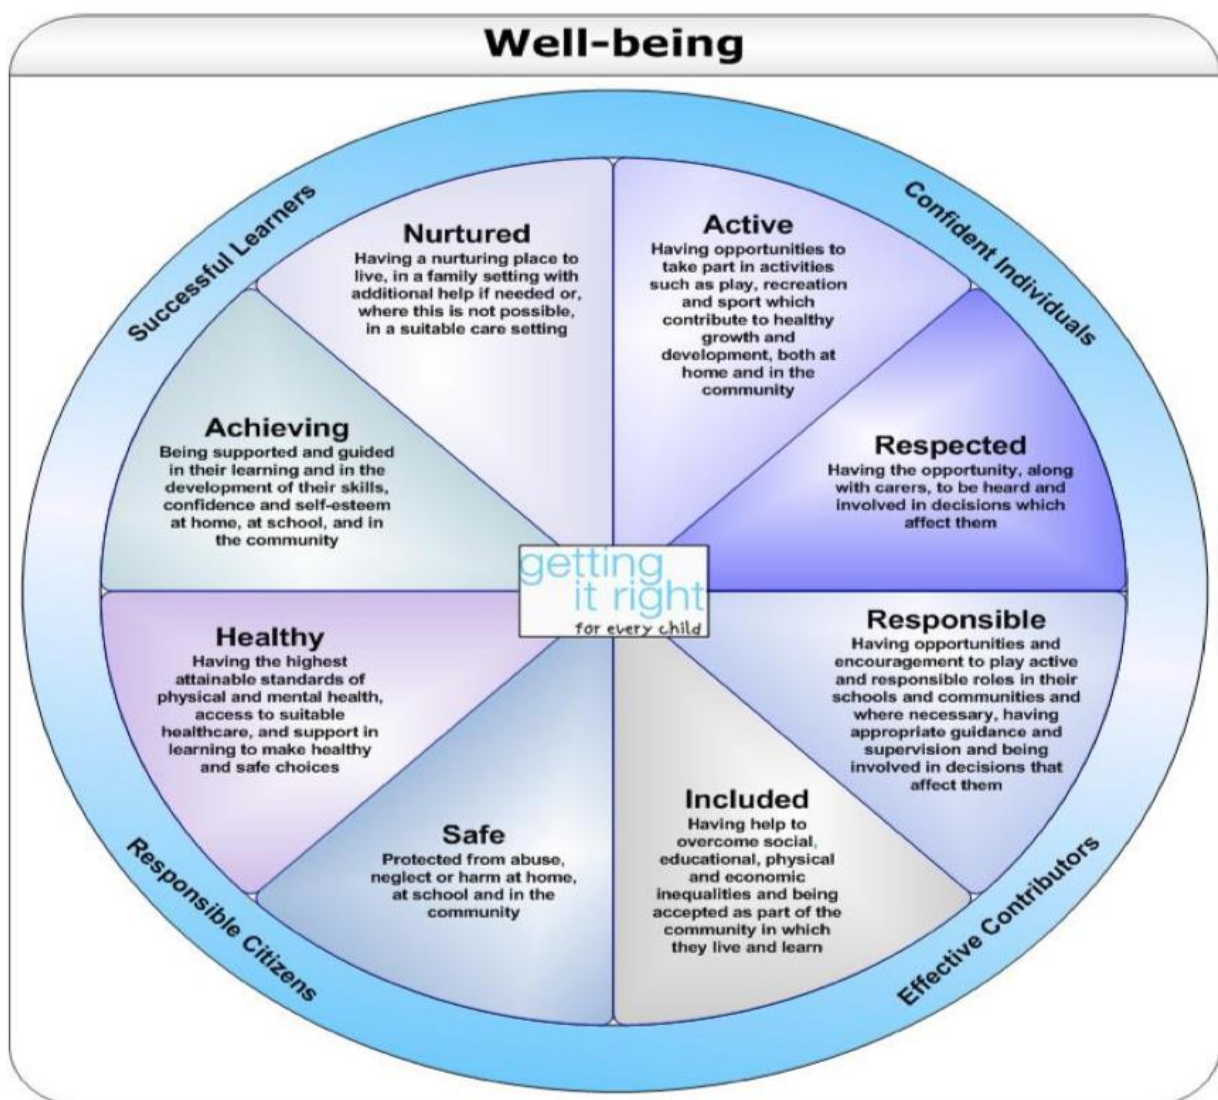 Well-being
Successful Learners
Confident Individuals
Nurtured
Having a nurturing place to
live, in a family setting with
additional help if needed or,
where this is not possible,
in a suitable care setting
Active
Having opportunities to
take part in activities
such as play, recreation
and sport which
contribute to healthy
growth and
development, both at
home and in the
community
Achieving
Being supported and guided
in their learning and in the
development of their skills,
confidence and self-esteem
at home, at school, and in
the community
Respected
Having the opportunity, along
with carers, to be heard and
involved in decisions which
affect them
getting
it right
for every child
Healthy
Having the highest
attainable standards of
physical and mental health,
access to suitable
healthcare, and support in
learning to make healthy
and safe choices
Responsible
Having opportunities and
encouragement to play active
and responsible roles in their
schools and communities and
where necessary, having
appropriate guidance and
supervision and being
involved in decisions that
affect them
Safe
Protected from abuse,
neglect or harm at home,
at school and in the
community
Included
Having help to
overcome social,
educational, physical
and economic
inequalities and being
accepted as part of the
community in which
they live and learn
Responsible Citizens
Effective Contributors